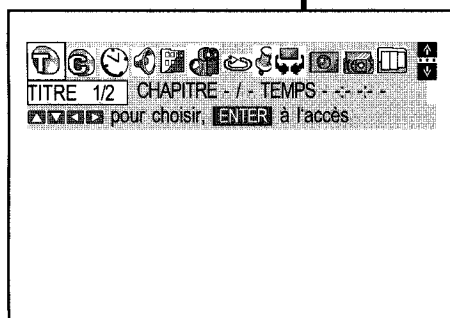 T C
TITRE 1/2 CHAPITRE - / - TEMPS - -:- -:- -
pour choisir, ENTER à l'accès